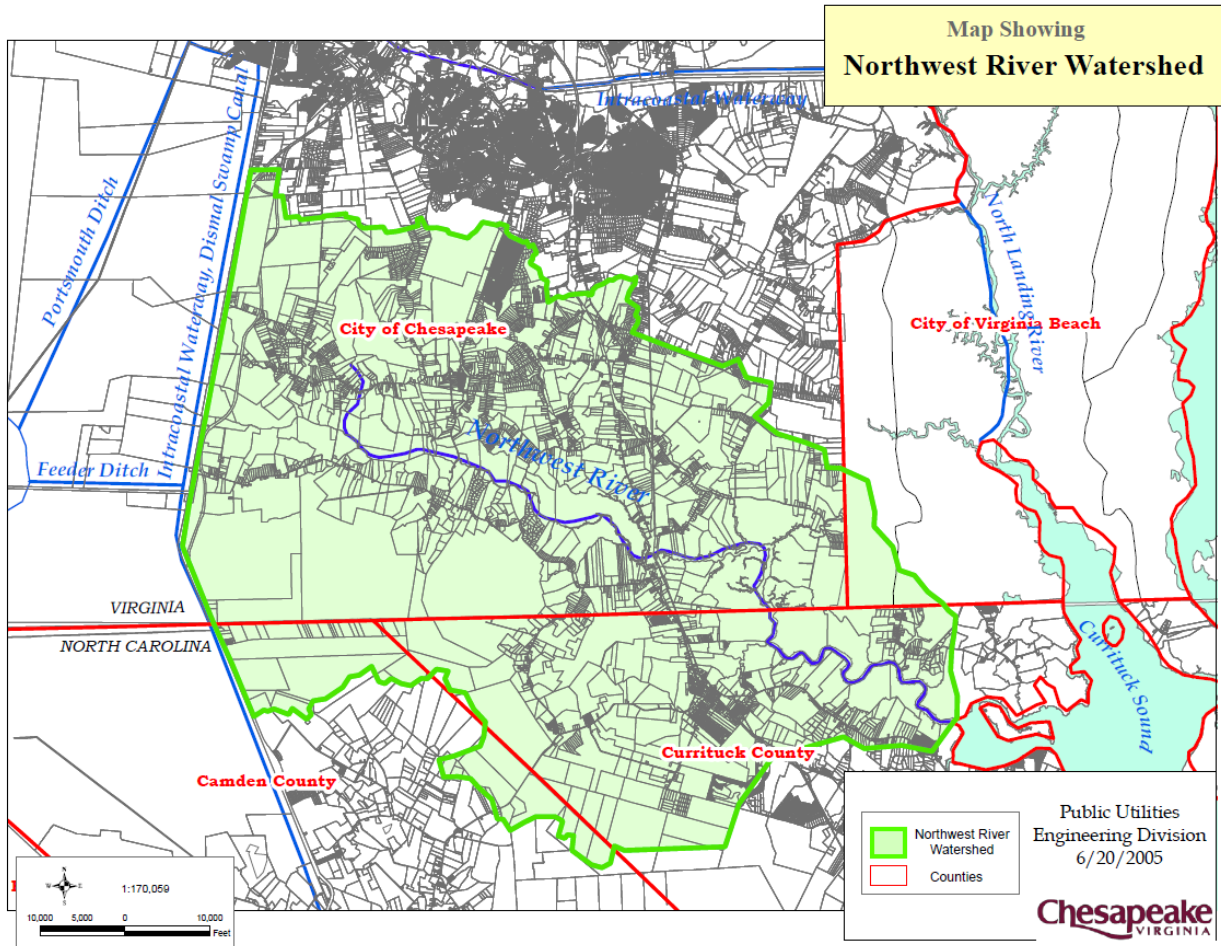 Map Showing
Northwest River Watershed
Intracoastal Waterway
Portsmouth Ditch
Intracoastal Waterway, Dismal Swamp Canal
North Landing River
City of Chesapeake
City of Virginia Beach
Northwest River
Feeder Ditch
VIRGINIA
NORTH CAROLINA
Currituck Sound
Currituck County
Camden County
N
W E
S
1:170,059
10,000 5,000 0 10,000
Feet
Northwest River
Watershed
Counties
Public Utilities
Engineering Division
6/20/2005
Chesapeake
VIRGINIA